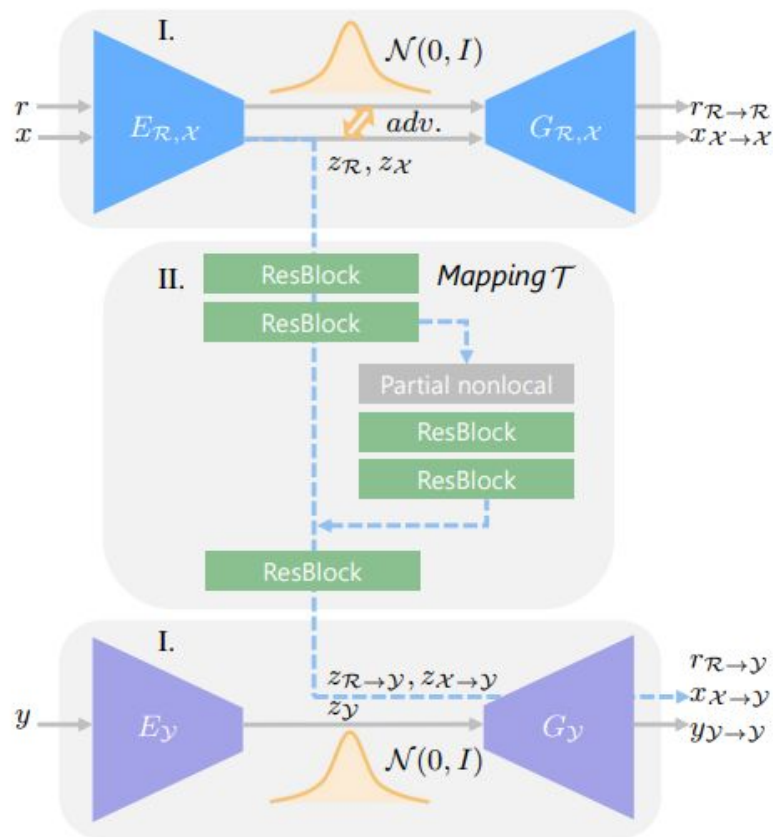 I.
𝒩(0, I)
r
x
E_{ℛ,𝒳}
adv.
G_{ℛ,𝒳}
r_{ℛ→ℛ}
x_{𝒳→𝒳}
z_ℛ, z_𝒳
II.
ResBlock
Mapping 𝒯
ResBlock
Partial nonlocal
ResBlock
ResBlock
ResBlock
I.
z_{ℛ→𝒴}, z_{𝒳→𝒴}
r_{ℛ→𝒴}
x_{𝒳→𝒴}
y
E_𝒴
z_𝒴
G_𝒴
y_{𝒴→𝒴}
𝒩(0, I)